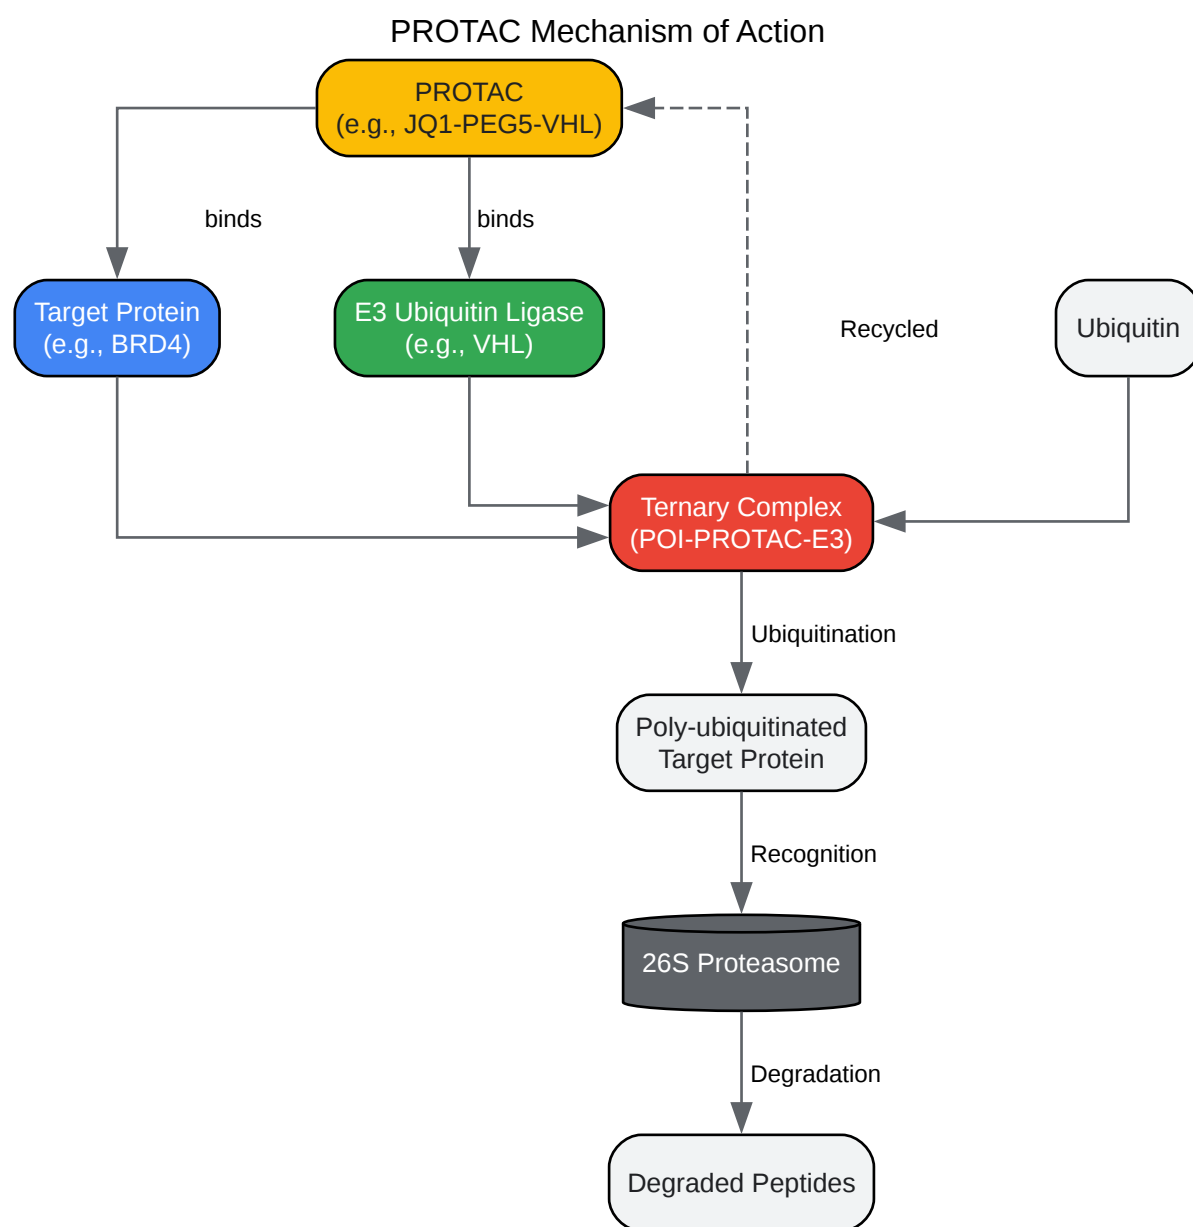 PROTAC Mechanism of Action
PROTAC
(e.g., JQ1-PEG5-VHL)
binds
binds
Target Protein
(e.g., BRD4)
E3 Ubiquitin Ligase
(e.g., VHL)
Recycled
Ubiquitin
Ternary Complex
(POI-PROTAC-E3)
Ubiquitination
Poly-ubiquitinated
Target Protein
Recognition
26S Proteasome
Degradation
Degraded Peptides